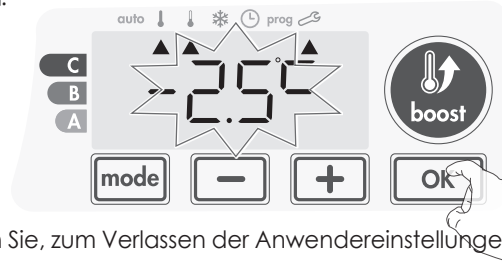 auto prog
C
B
A
-2.5°C
boost
mode - + OK
Sie, zum Verlassen der Anwendereinstellunge